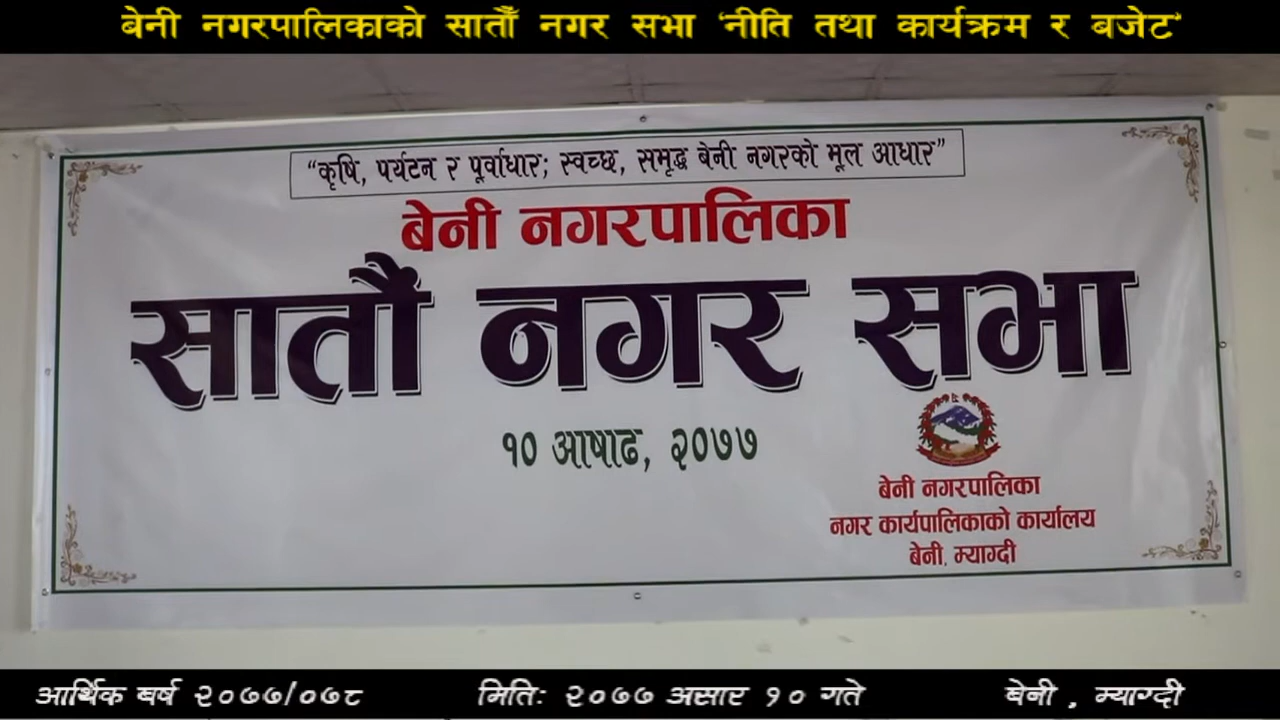 बेनी नगरपालिकाको सातौँ नगर सभा 'नीति तथा कार्यक्रम र बजेट'
“कृषि, पर्यटन र पूर्वाधार; स्वच्छ, समृद्ध बेनी नगरको मूल आधार”
बेनी नगरपालिका
सातौं नगर सभा
१० आषाढ, २०७७
बेनी नगरपालिका
नगर कार्यपालिकाको कार्यालय
बेनी, म्याग्दी
आर्थिक बर्ष २०७७/०७८ मितिः २०७७ असार १० गते बेनी , म्याग्दी